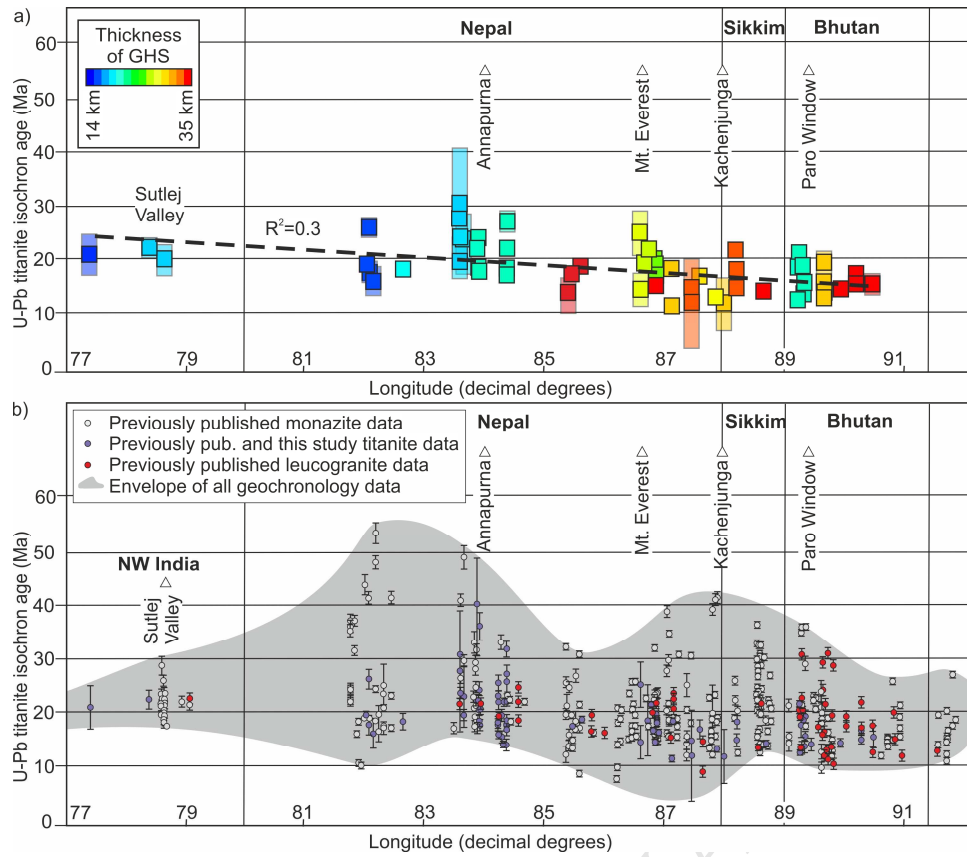 a)
Nepal
Sikkim
Bhutan
Thickness
of GHS
14 km
35 km
Annapurna
Mt. Everest
Kachenjunga
Paro Window
Sutlej
Valley
R²=0.3
U-Pb titanite isochron age (Ma)
60
50
40
30
20
10
0
77
79
81
83
85
87
89
91
Longitude (decimal degrees)
b)
Previously published monazite data
Previously pub. and this study titanite data
Previously published leucogranite data
Envelope of all geochronology data
Nepal
Sikkim
Bhutan
Annapurna
Mt. Everest
Kachenjunga
Paro Window
NW India
Sutlej
Valley
U-Pb titanite isochron age (Ma)
60
50
40
30
20
10
0
77
79
81
83
85
87
89
91
Longitude (decimal degrees)